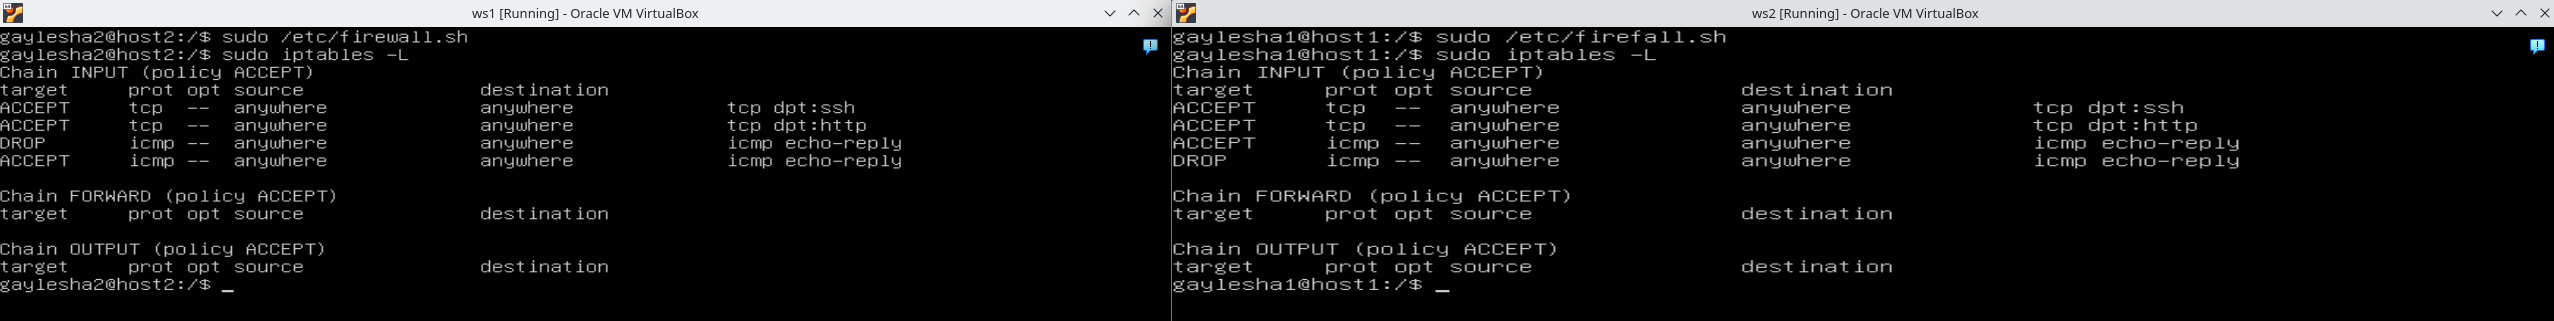 ws1 [Running] - Oracle VM VirtualBox
gaylesha2@host2:/$ sudo /etc/firewall.sh
gaylesha2@host2:/$ sudo iptables -L
Chain INPUT (policy ACCEPT)
target prot opt source destination
ACCEPT tcp -- anywhere anywhere tcp dpt:ssh
ACCEPT tcp -- anywhere anywhere tcp dpt:http
DROP icmp -- anywhere anywhere icmp echo-reply
ACCEPT icmp -- anywhere anywhere icmp echo-reply
Chain FORWARD (policy ACCEPT)
target prot opt source destination
Chain OUTPUT (policy ACCEPT)
target prot opt source destination
gaylesha2@host2:/$ _
ws2 [Running] - Oracle VM VirtualBox
gaylesha1@host1:/$ sudo /etc/firefall.sh
gaylesha1@host1:/$ sudo iptables -L
Chain INPUT (policy ACCEPT)
target prot opt source destination
ACCEPT tcp -- anywhere anywhere tcp dpt:ssh
ACCEPT tcp -- anywhere anywhere tcp dpt:http
ACCEPT icmp -- anywhere anywhere icmp echo-reply
DROP icmp -- anywhere anywhere icmp echo-reply
Chain FORWARD (policy ACCEPT)
target prot opt source destination
Chain OUTPUT (policy ACCEPT)
target prot opt source destination
gaylesha1@host1:/$ _